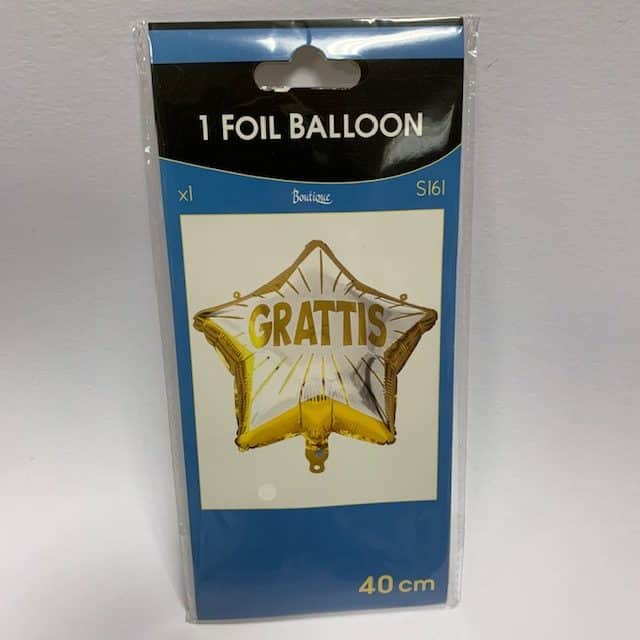 1 FOIL BALLOON
x1 Boutique S161
GRATTIS
40 cm